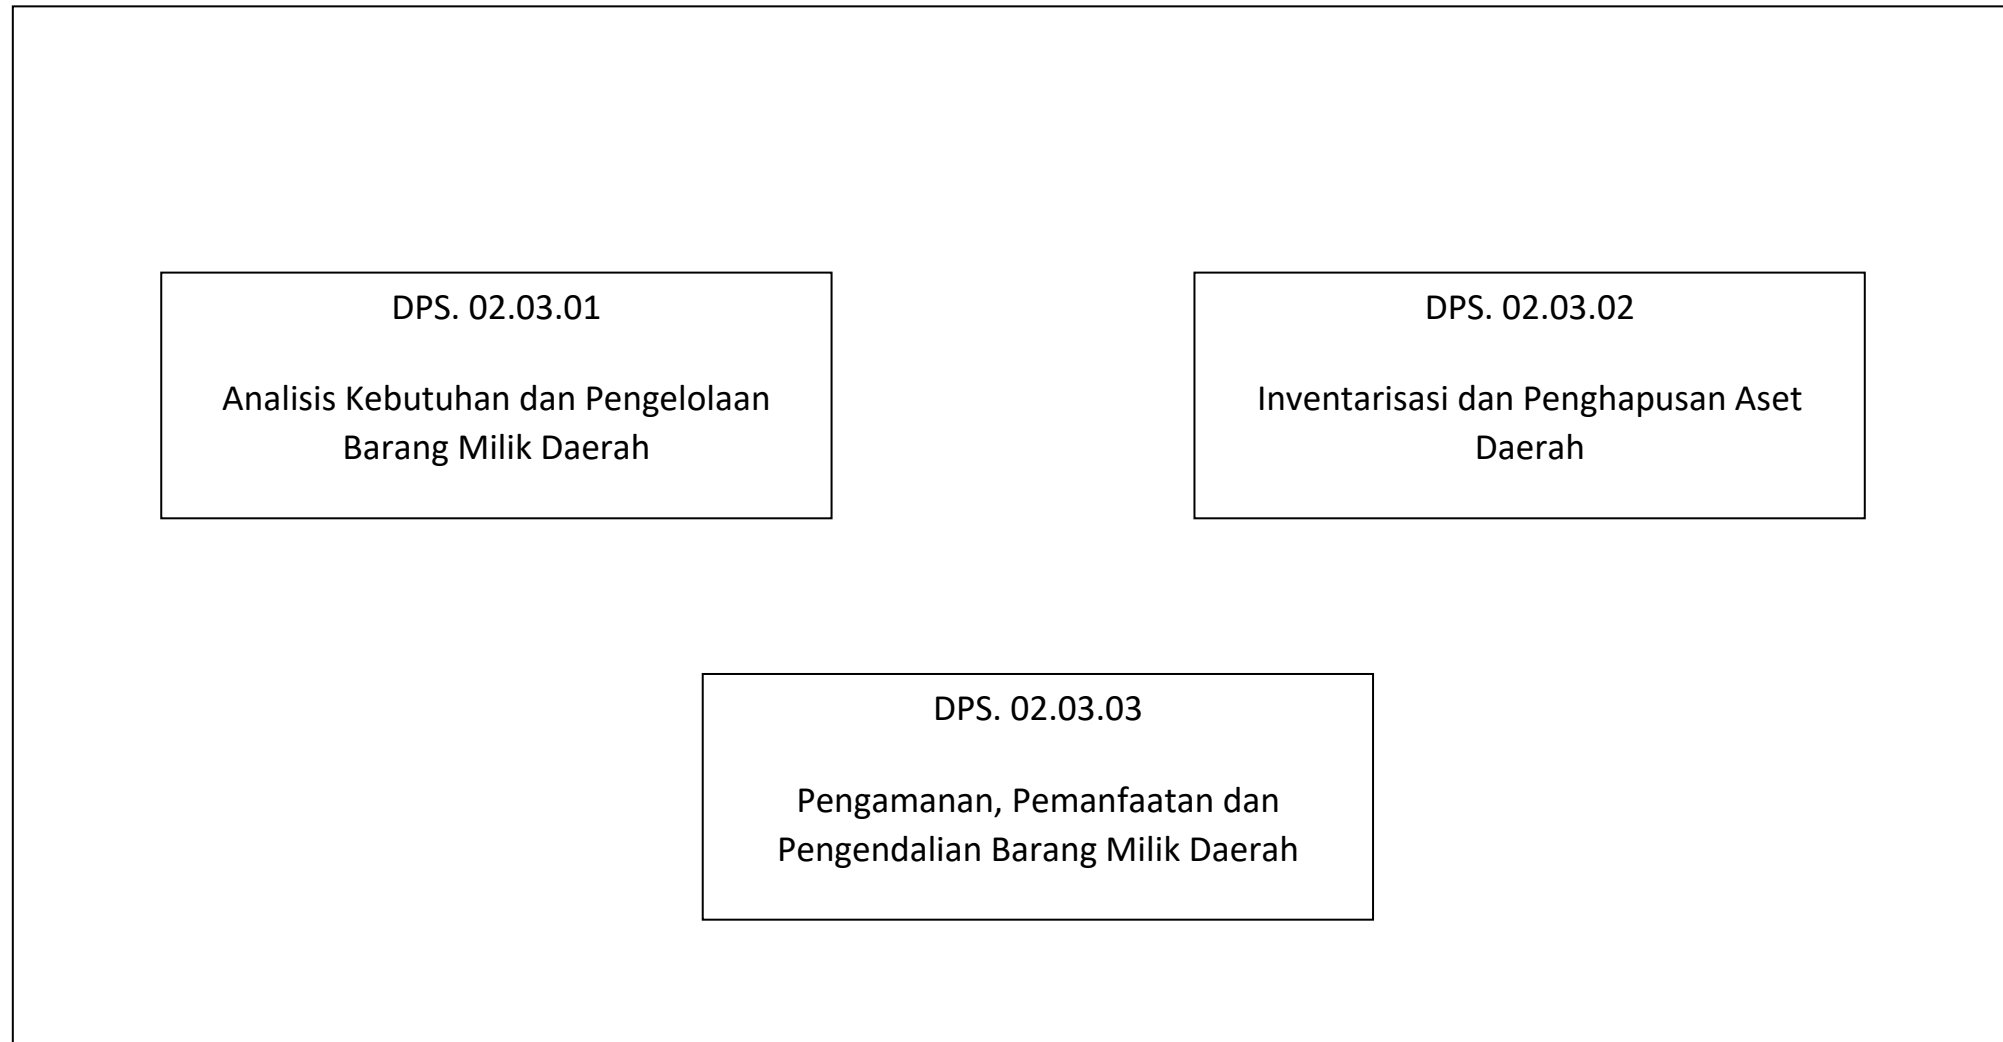 DPS. 02.03.01
Analisis Kebutuhan dan Pengelolaan
Barang Milik Daerah
DPS. 02.03.02
Inventarisasi dan Penghapusan Aset
Daerah
DPS. 02.03.03
Pengamanan, Pemanfaatan dan
Pengendalian Barang Milik Daerah